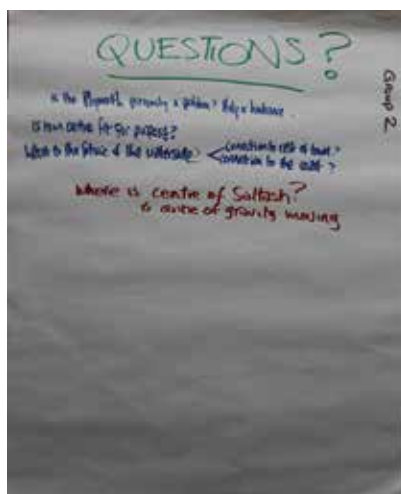 QUESTIONS?
Group 2
is the Plymouth proximity a problem? Help or hindrance
Is town centre fit for purpose?
What is the future of the waterside? connection to rest of town?
connection to the coast?
where is centre of Saltash?
is centre of gravity moving